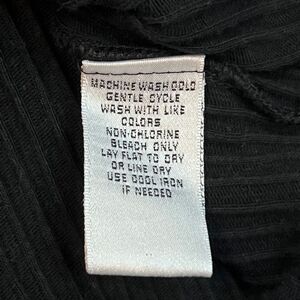 MACHINE WASH COLD
GENTLE CYCLE
WASH WITH LIKE
COLORS
NON-CHLORINE
BLEACH ONLY
LAY FLAT TO DRY
OR LINE DRY
USE COOL IRON
IF NEEDED